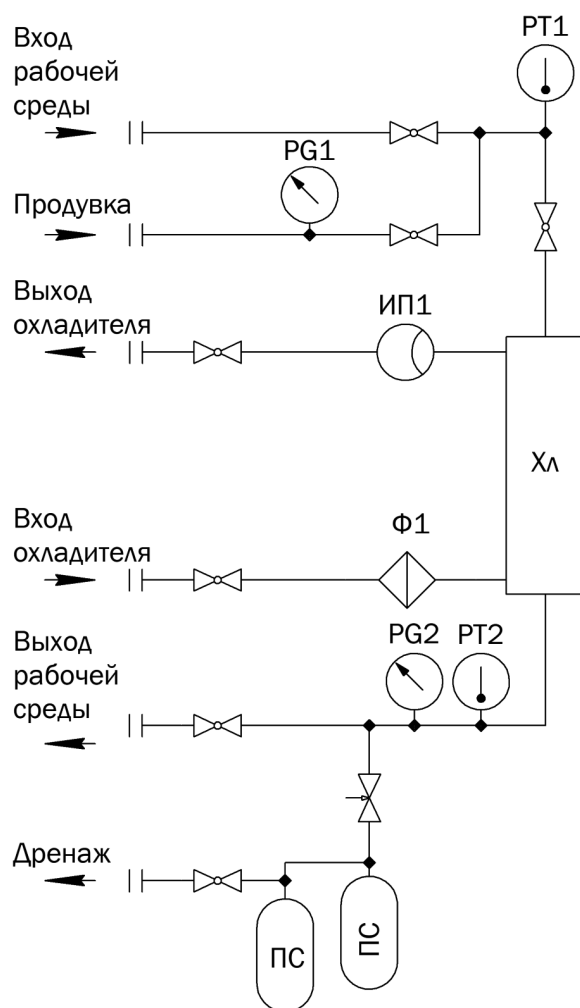 Вход
рабочей
среды
PT1
PG1
Продувка
Выход
охладителя
ИП1
Хл
Вход
охладителя
Ф1
Выход
рабочей
среды
PG2
PT2
Дренаж
ПС
ПС